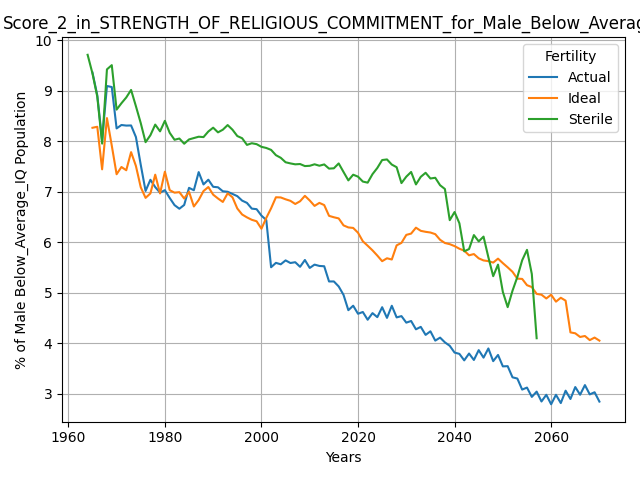 Score_2_in_STRENGTH_OF_RELIGIOUS_COMMITMENT_for_Male_Below_Averag
% of Male Below_Average_IQ Population
10
9
8
7
6
5
4
3
Fertility
Actual
Ideal
Sterile
1960
1980
2000
2020
2040
2060
Years